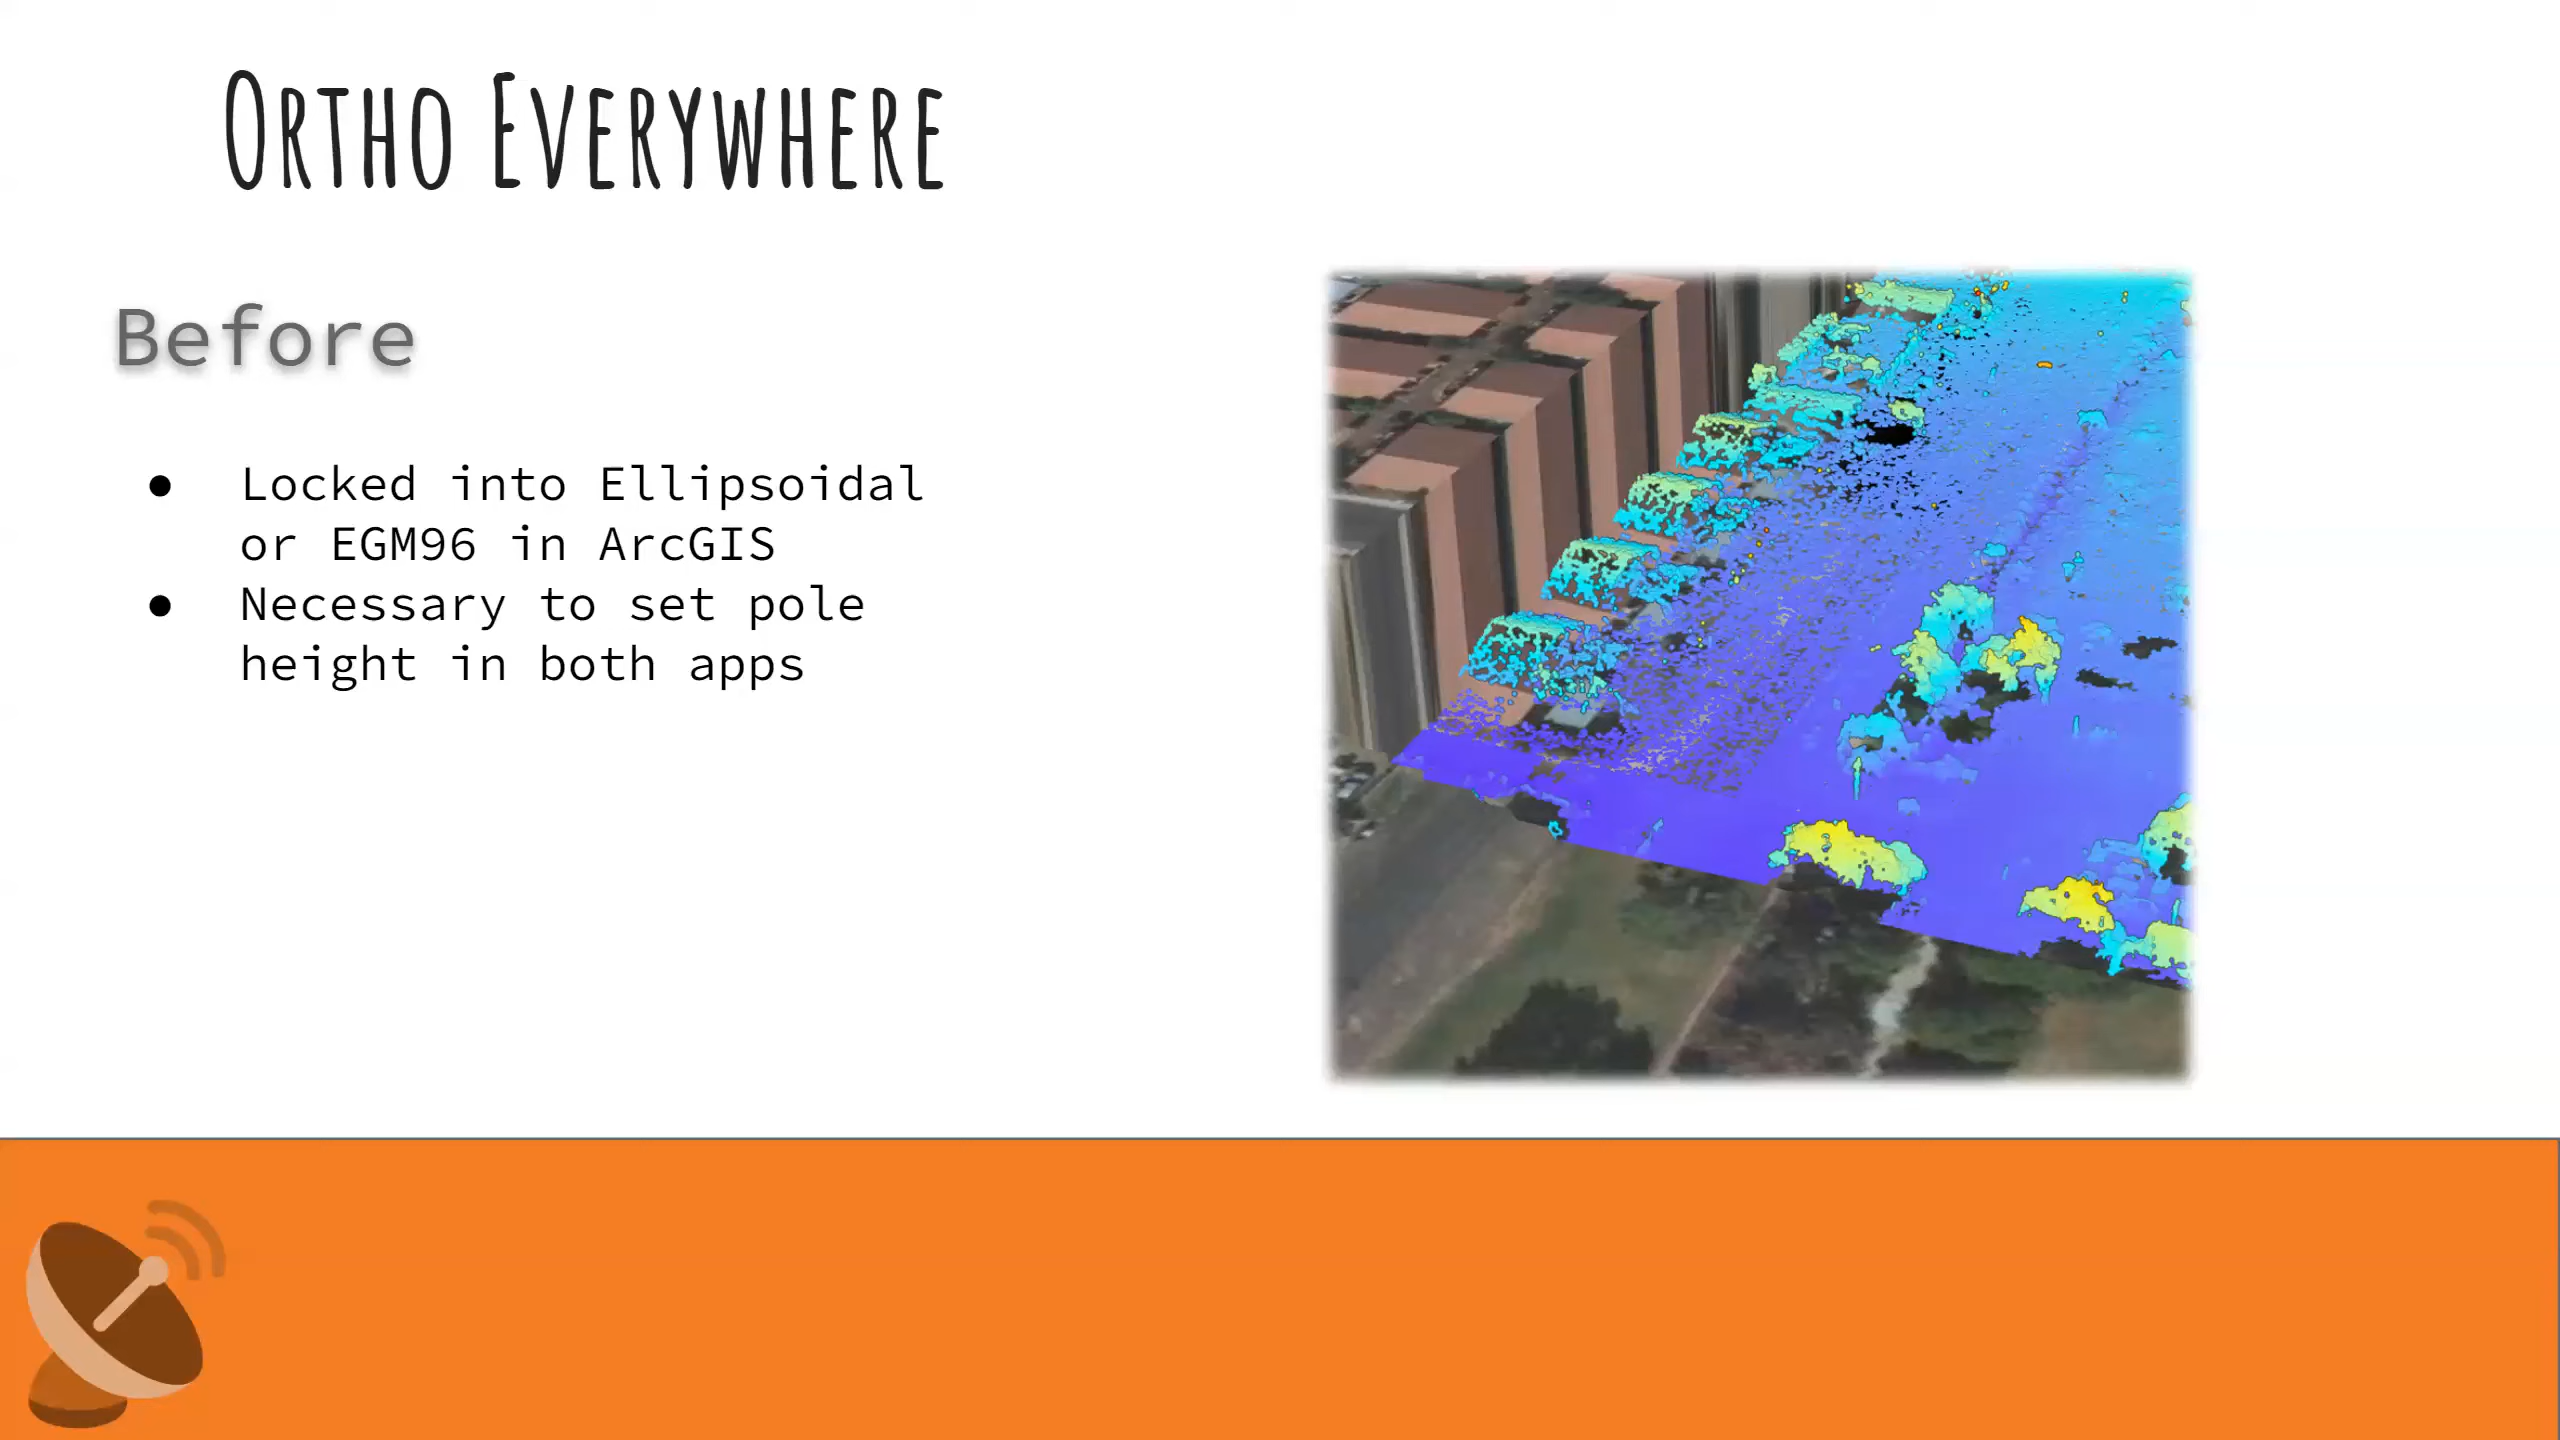 Ortho Everywhere
Before
● Locked into Ellipsoidal
or EGM96 in ArcGIS
● Necessary to set pole
height in both apps